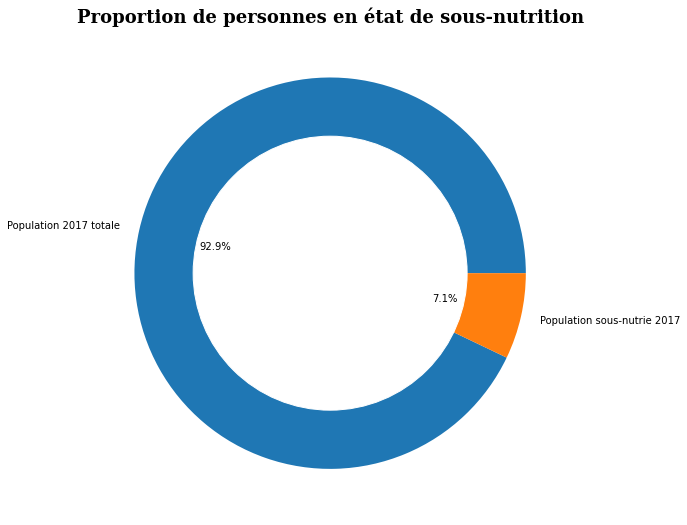 Proportion de personnes en état de sous-nutrition
Population 2017 totale
92.9%
7.1%
Population sous-nutrie 2017